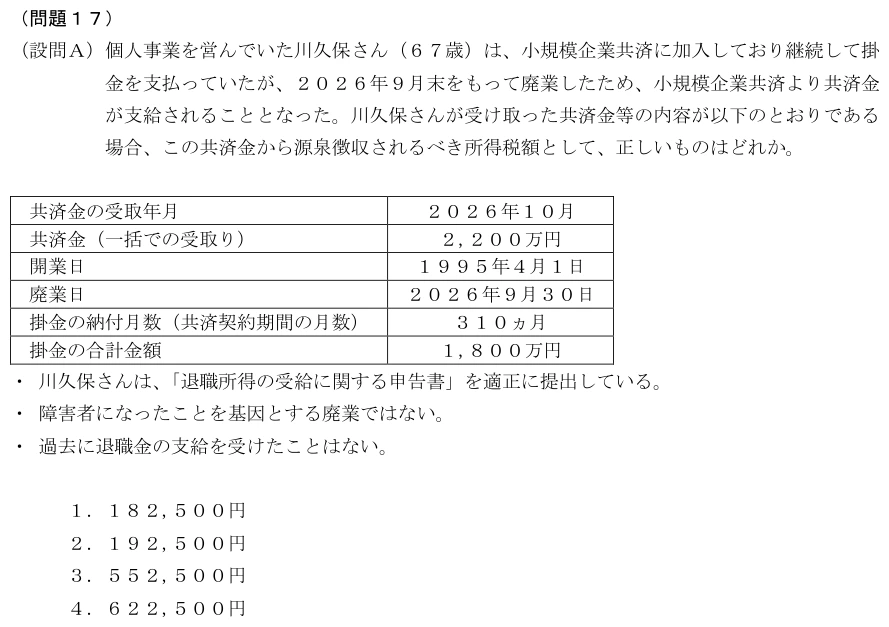 （問題１７）
（設問Ａ）個人事業を営んでいた川久保さん（６７歳）は、小規模企業共済に加入しており継続して掛
金を支払っていたが、２０２６年９月末をもって廃業したため、小規模企業共済より共済金
が支給されることとなった。川久保さんが受け取った共済金等の内容が以下のとおりである
場合、この共済金から源泉徴収されるべき所得税額として、正しいものはどれか。
共済金の受取年月 ２０２６年１０月
共済金（一括での受取り） ２,２００万円
開業日 １９９５年４月１日
廃業日 ２０２６年９月３０日
掛金の納付月数（共済契約期間の月数） ３１０ヵ月
掛金の合計金額 １,８００万円
・ 川久保さんは、「退職所得の受給に関する申告書」を適正に提出している。
・ 障害者になったことを基因とする廃業ではない。
・ 過去に退職金の支給を受けたことはない。
１．１８２,５００円
２．１９２,５００円
３．５５２,５００円
４．６２２,５００円